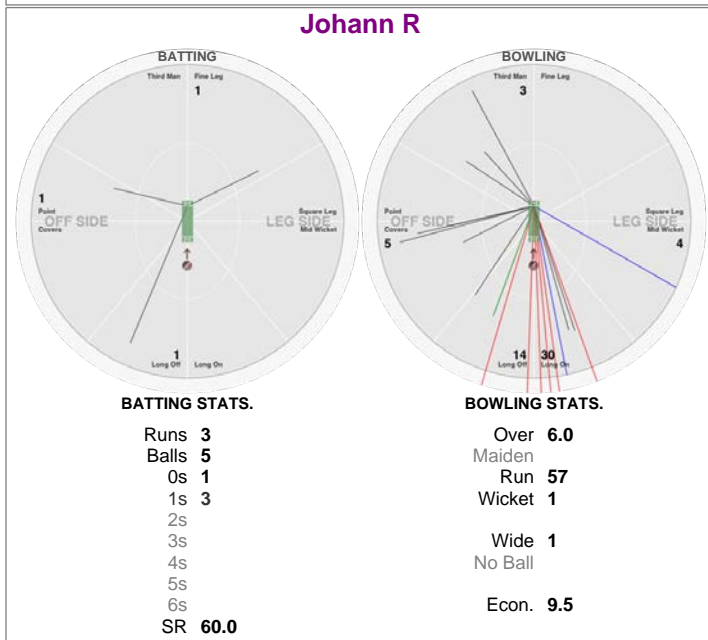 Johann R
BATTING
Third Man Fine Leg
1
1
Point
OFF SIDE
Covers
Square Leg
LEG SIDE
Mid Wicket
1
Long Off Long On
BATTING STATS.
Runs 3
Balls 5
0s 1
1s 3
2s
3s
4s
5s
6s
SR 60.0
BOWLING
Third Man Fine Leg
3
Point
OFF SIDE
Covers
5
Square Leg
LEG SIDE
Mid Wicket
4
14 30
Long Off Long On
BOWLING STATS.
Over 6.0
Maiden
Run 57
Wicket 1
Wide 1
No Ball
Econ. 9.5